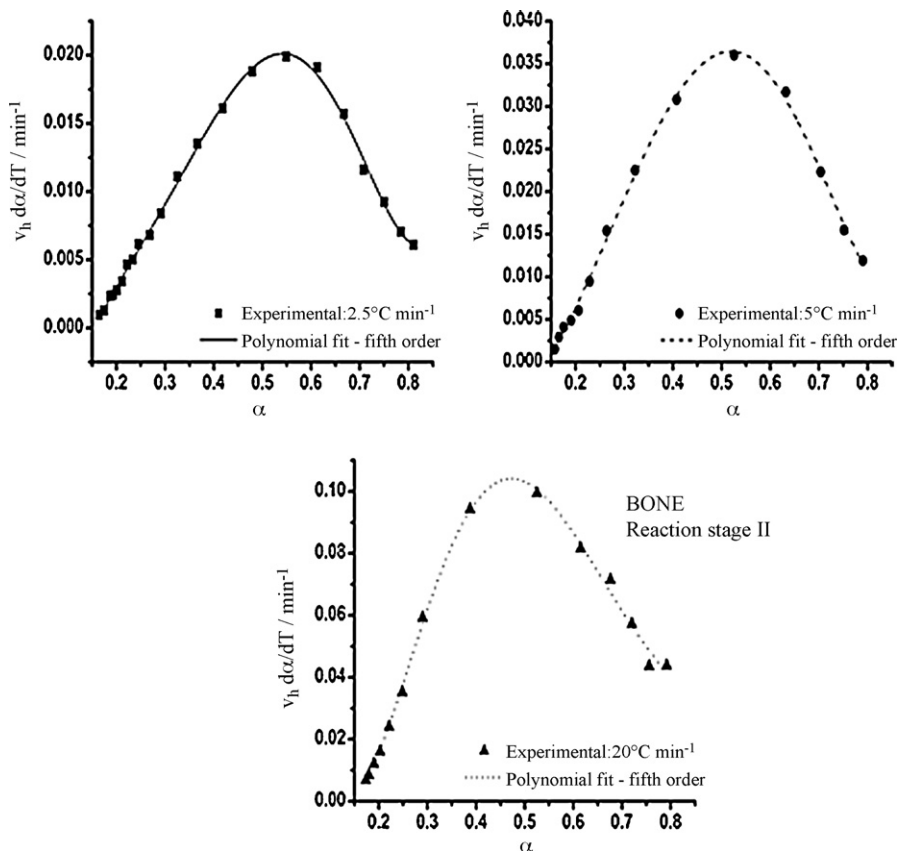 0.020
0.015
0.010
0.005
0.000
v_h dα/dT / min⁻¹
Experimental:2.5°C min⁻¹
Polynomial fit - fifth order
0.2 0.3 0.4 0.5 0.6 0.7 0.8
α
0.040
0.035
0.030
0.025
0.020
0.015
0.010
0.005
0.000
v_h dα/dT / min⁻¹
Experimental:5°C min⁻¹
Polynomial fit - fifth order
0.2 0.3 0.4 0.5 0.6 0.7 0.8
α
0.10
0.08
0.06
0.04
0.02
0.00
v_h dα/dT / min⁻¹
BONE
Reaction stage II
Experimental:20°C min⁻¹
Polynomial fit - fifth order
0.2 0.3 0.4 0.5 0.6 0.7 0.8
α